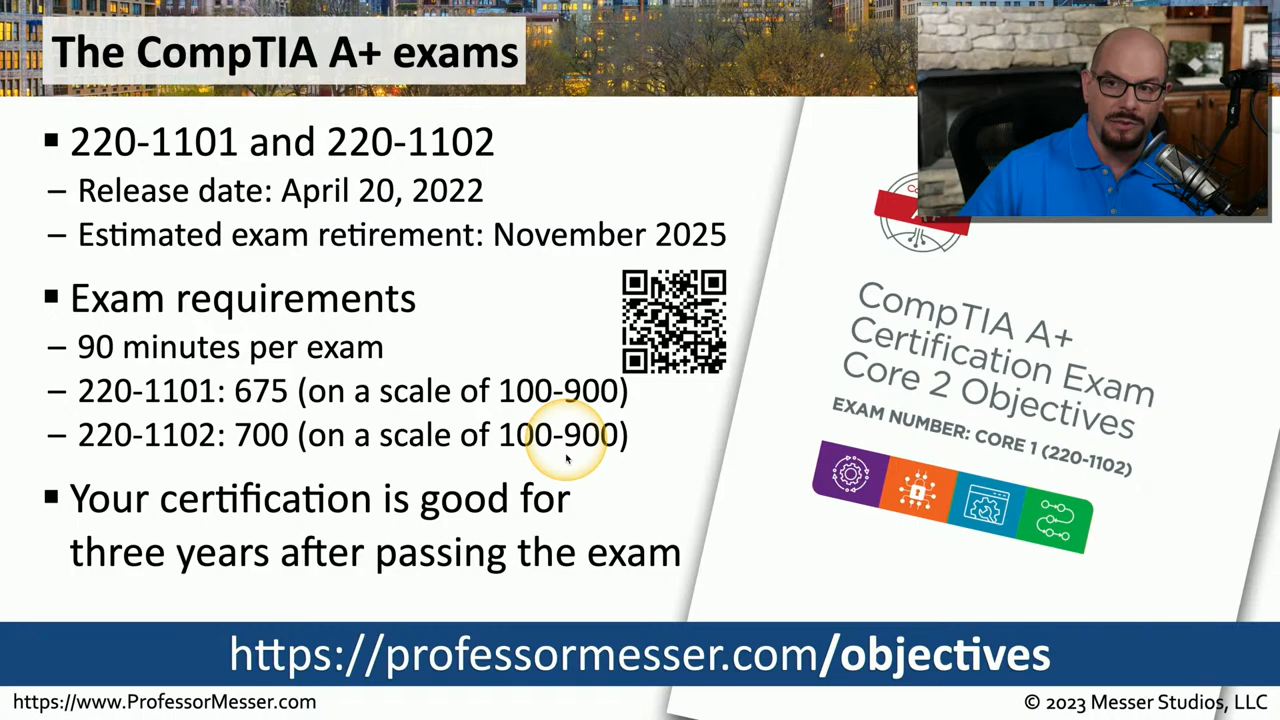 The CompTIA A+ exams
▪ 220-1101 and 220-1102
– Release date: April 20, 2022
– Estimated exam retirement: November 2025
▪ Exam requirements
– 90 minutes per exam
– 220-1101: 675 (on a scale of 100-900)
– 220-1102: 700 (on a scale of 100-900)
▪ Your certification is good for
three years after passing the exam
CompTIA A+
Certification Exam
Core 2 Objectives
EXAM NUMBER: CORE 1 (220-1102)
https://professormesser.com/objectives
https://www.ProfessorMesser.com
© 2023 Messer Studios, LLC